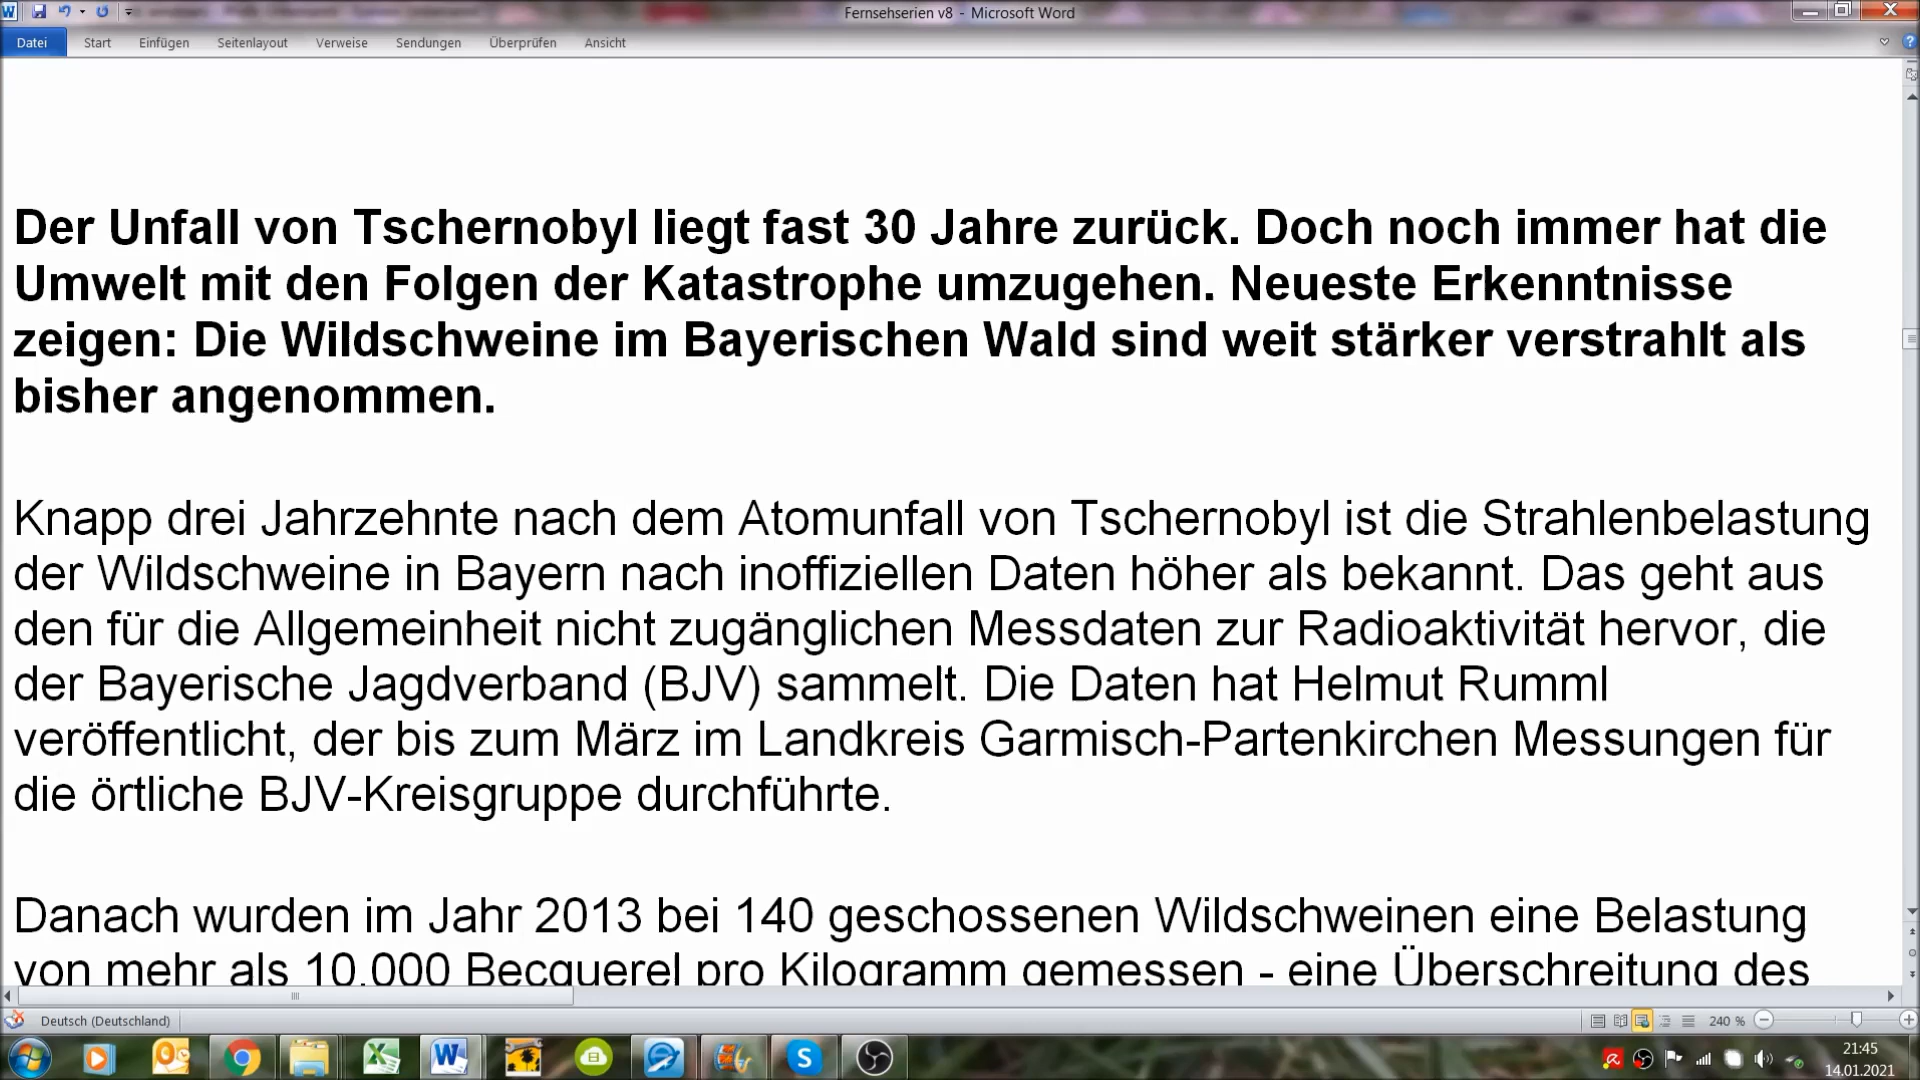 Fernsehserien v8 - Microsoft Word
Datei Start Einfügen Seitenlayout Verweise Sendungen Überprüfen Ansicht
Der Unfall von Tschernobyl liegt fast 30 Jahre zurück. Doch noch immer hat die
Umwelt mit den Folgen der Katastrophe umzugehen. Neueste Erkenntnisse
zeigen: Die Wildschweine im Bayerischen Wald sind weit stärker verstrahlt als
bisher angenommen.
Knapp drei Jahrzehnte nach dem Atomunfall von Tschernobyl ist die Strahlenbelastung
der Wildschweine in Bayern nach inoffiziellen Daten höher als bekannt. Das geht aus
den für die Allgemeinheit nicht zugänglichen Messdaten zur Radioaktivität hervor, die
der Bayerische Jagdverband (BJV) sammelt. Die Daten hat Helmut Rumml
veröffentlicht, der bis zum März im Landkreis Garmisch-Partenkirchen Messungen für
die örtliche BJV-Kreisgruppe durchführte.
Danach wurden im Jahr 2013 bei 140 geschossenen Wildschweinen eine Belastung
von mehr als 10.000 Becquerel pro Kilogramm gemessen - eine Überschreitung des
Deutsch (Deutschland) 240 %
21:45
14.01.2021